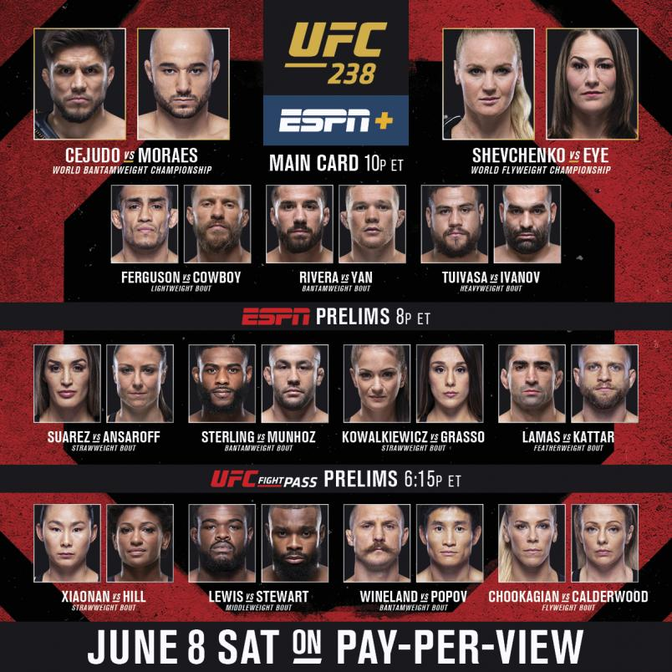 UFC
238
ESPN+
CEJUDO VS MORAES
WORLD BANTAMWEIGHT CHAMPIONSHIP
MAIN CARD 10P ET
SHEVCHENKO VS EYE
WORLD FLYWEIGHT CHAMPIONSHIP
FERGUSON VS COWBOY
LIGHTWEIGHT BOUT
RIVERA VS YAN
BANTAMWEIGHT BOUT
TUIVASA VS IVANOV
HEAVYWEIGHT BOUT
ESPN PRELIMS 8P ET
SUAREZ VS ANSAROFF
STRAWWEIGHT BOUT
STERLING VS MUNHOZ
BANTAMWEIGHT BOUT
KOWALKIEWICZ VS GRASSO
STRAWWEIGHT BOUT
LAMAS VS KATTAR
FEATHERWEIGHT BOUT
UFC FIGHT PASS PRELIMS 6:15P ET
XIAONAN VS HILL
STRAWWEIGHT BOUT
LEWIS VS STEWART
MIDDLEWEIGHT BOUT
WINELAND VS POPOV
BANTAMWEIGHT BOUT
CHOOKAGIAN VS CALDERWOOD
FLYWEIGHT BOUT
JUNE 8 SAT ON PAY-PER-VIEW